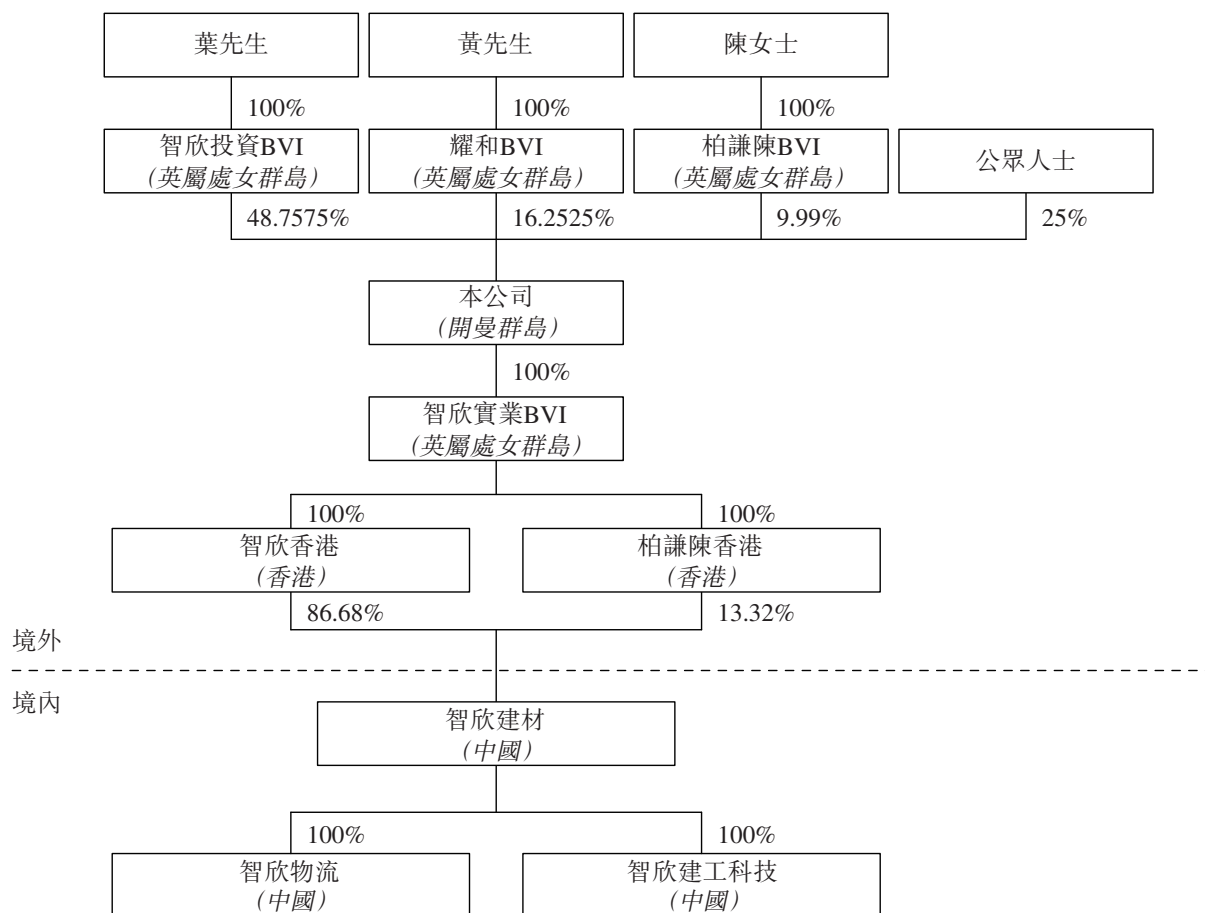 葉先生
黃先生
陳女士
100%
100%
100%
智欣投資BVI
(英屬處女群島)
耀和BVI
(英屬處女群島)
柏謙陳BVI
(英屬處女群島)
公眾人士
48.7575%
16.2525%
9.99%
25%
本公司
(開曼群島)
100%
智欣實業BVI
(英屬處女群島)
100%
100%
智欣香港
(香港)
柏謙陳香港
(香港)
86.68%
13.32%
境外
境內
智欣建材
(中國)
100%
100%
智欣物流
(中國)
智欣建工科技
(中國)